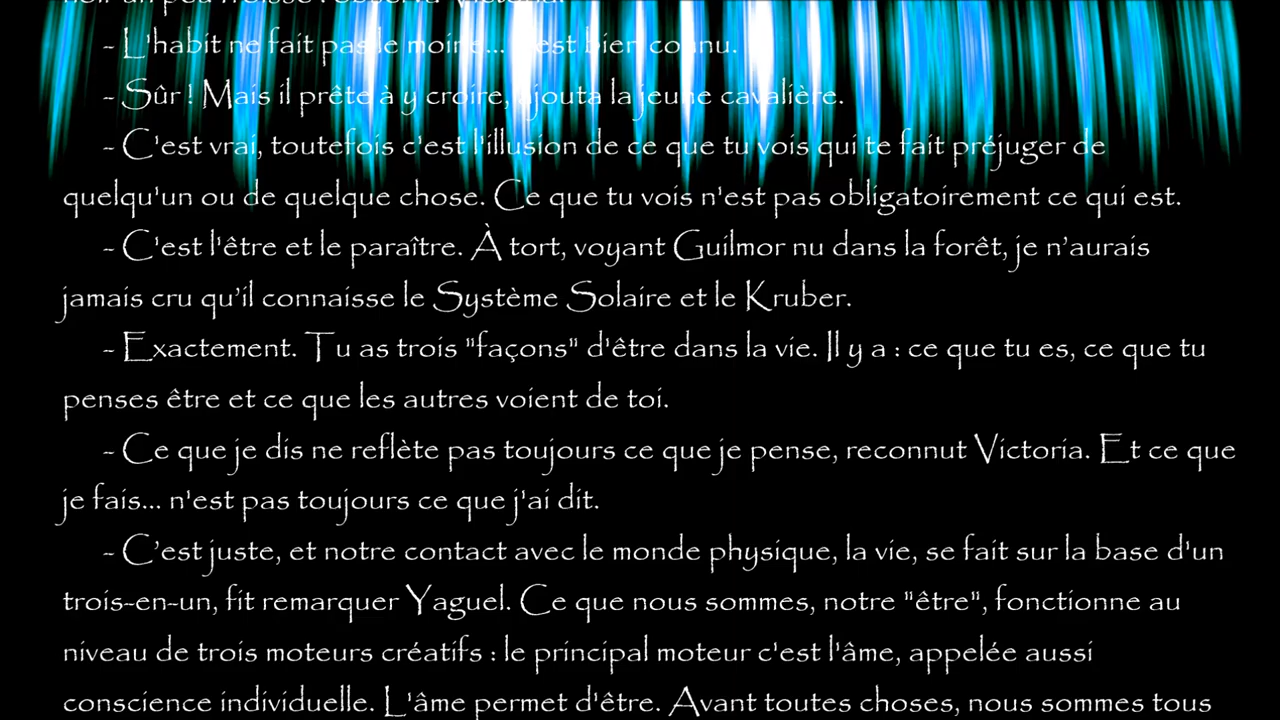 noir un peu froissé l'observa Victoria.
- L'habit ne fait pas le moine... c'est bien connu.
- Sûr ! Mais il prête à y croire, ajouta la jeune cavalière.
- C'est vrai, toutefois c'est l'illusion de ce que tu vois qui te fait préjuger de
quelqu'un ou de quelque chose. Ce que tu vois n'est pas obligatoirement ce qui est.
- C'est l'être et le paraître. À tort, voyant Guilmor nu dans la forêt, je n’aurais
jamais cru qu’il connaisse le Système Solaire et le Kruber.
- Exactement. Tu as trois "façons" d'être dans la vie. Il y a : ce que tu es, ce que tu
penses être et ce que les autres voient de toi.
- Ce que je dis ne reflète pas toujours ce que je pense, reconnut Victoria. Et ce que
je fais... n'est pas toujours ce que j'ai dit.
- C’est juste, et notre contact avec le monde physique, la vie, se fait sur la base d'un
trois-en-un, fit remarquer Yaguel. Ce que nous sommes, notre "être", fonctionne au
niveau de trois moteurs créatifs : le principal moteur c'est l'âme, appelée aussi
conscience individuelle. L'âme permet d'être. Avant toutes choses, nous sommes tous